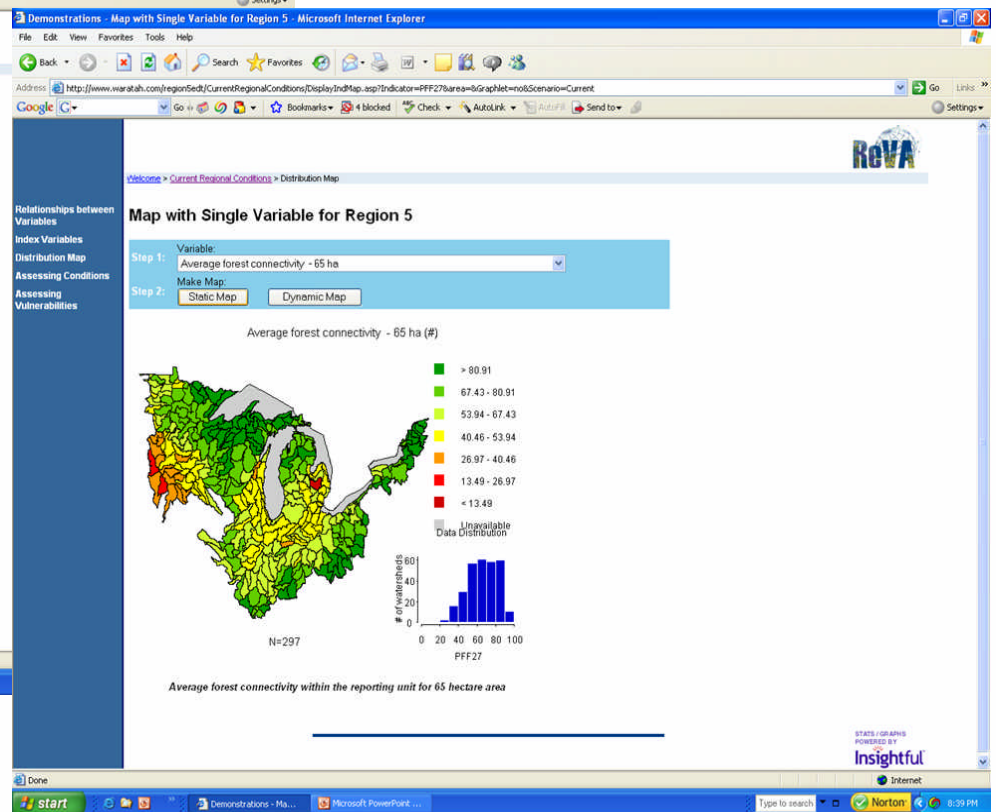 Settings▾
Demonstrations - Map with Single Variable for Region 5 - Microsoft Internet Explorer
File Edit View Favorites Tools Help
Back Search Favorites
Address http://www.waratah.com/regionSedt/CurrentRegionalConditions/DisplayIndMap.asp?Indicator=PFF27&area=&Graphlet=no&Scenario=Current Go Links »
Google G▾ Go Bookmarks▾ 4 blocked Check ▾ AutoLink ▾ AutoFill Send to▾ Settings▾
ReVA
Welcome > Current Regional Conditions > Distribution Map
Relationships between
Variables
Index Variables
Distribution Map
Assessing Conditions
Assessing
Vulnerabilities
Map with Single Variable for Region 5
Step 1: Variable:
Average forest connectivity - 65 ha
Step 2: Make Map:
Static Map Dynamic Map
Average forest connectivity - 65 ha (#)
> 80.91
67.43 - 80.91
53.94 - 67.43
40.46 - 53.94
26.97 - 40.46
13.49 - 26.97
< 13.49
Unavailable
Data Distribution
# of watersheds
60
40
20
0
0 20 40 60 80 100
PFF27
N=297
Average forest connectivity within the reporting unit for 65 hectare area
STATS / GRAPHS
POWERED BY
Insightful
Done Internet
start Demonstrations - Ma... Microsoft PowerPoint ... Type to search Norton 8:39 PM